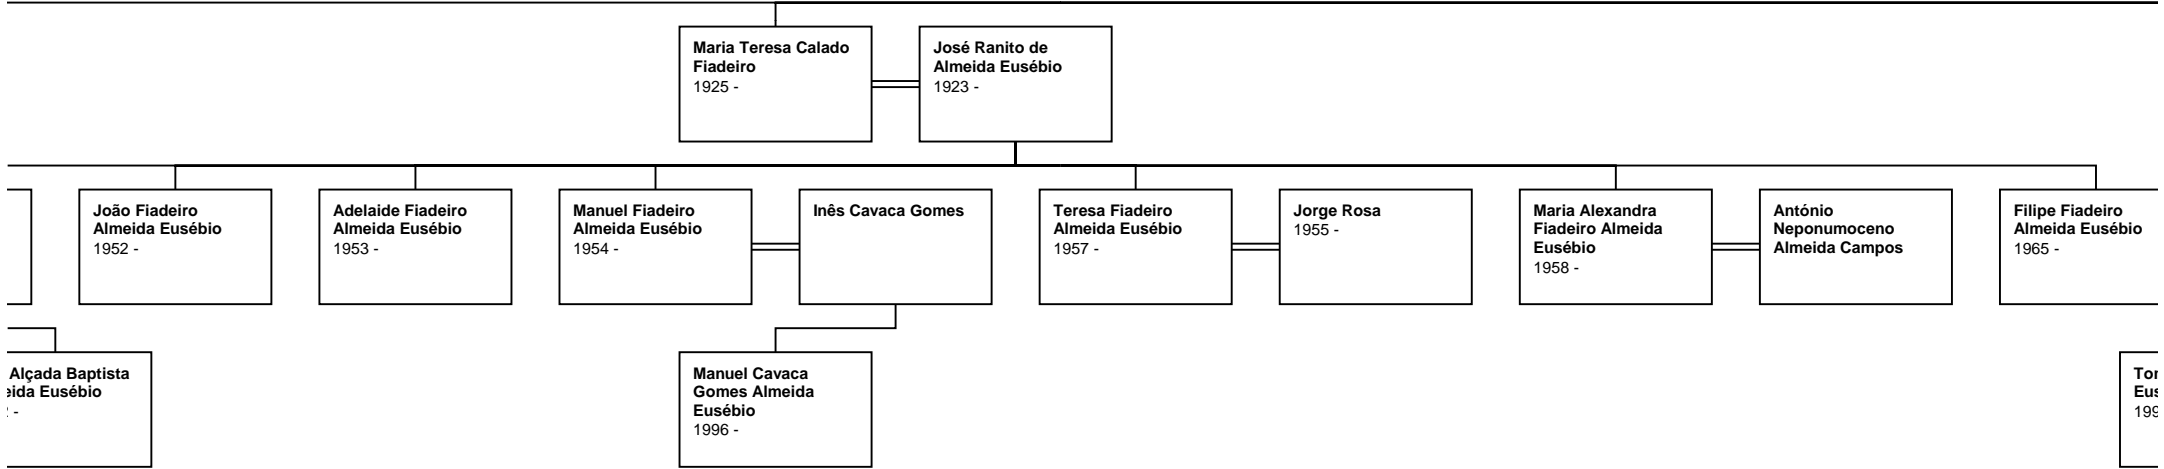 Maria Teresa Calado
Fiadeiro
1925 -
José Ranito de
Almeida Eusébio
1923 -
João Fiadeiro
Almeida Eusébio
1952 -
Adelaide Fiadeiro
Almeida Eusébio
1953 -
Manuel Fiadeiro
Almeida Eusébio
1954 -
Inês Cavaca Gomes
Teresa Fiadeiro
Almeida Eusébio
1957 -
Jorge Rosa
1955 -
Maria Alexandra
Fiadeiro Almeida
Eusébio
1958 -
António
Neponumoceno
Almeida Campos
Filipe Fiadeiro
Almeida Eusébio
1965 -
Alçada Baptista
Eusébio
-
Manuel Cavaca
Gomes Almeida
Eusébio
1996 -